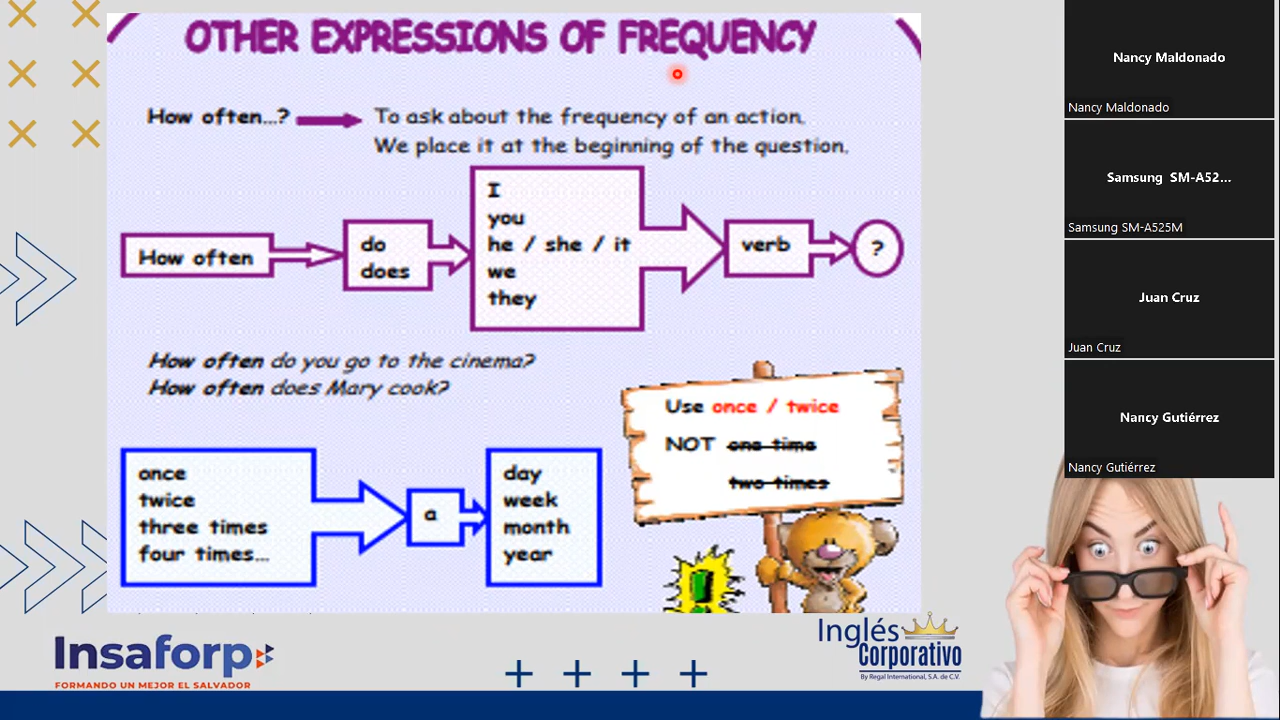 OTHER EXPRESSIONS OF FREQUENCY
How often...?
To ask about the frequency of an action.
We place it at the beginning of the question.
How often
do
does
I
you
he / she / it
we
they
verb
?
How often do you go to the cinema?
How often does Mary cook?
Use once / twice
NOT one time
two times
once
twice
three times
four times...
a
day
week
month
year
!
Insaforp
FORMANDO UN MEJOR EL SALVADOR
Inglés
Corporativo
By Regal International, S.A. de C.V.
Nancy Maldonado
Nancy Maldonado
Samsung SM-A52...
Samsung SM-A525M
Juan Cruz
Juan Cruz
Nancy Gutiérrez
Nancy Gutiérrez